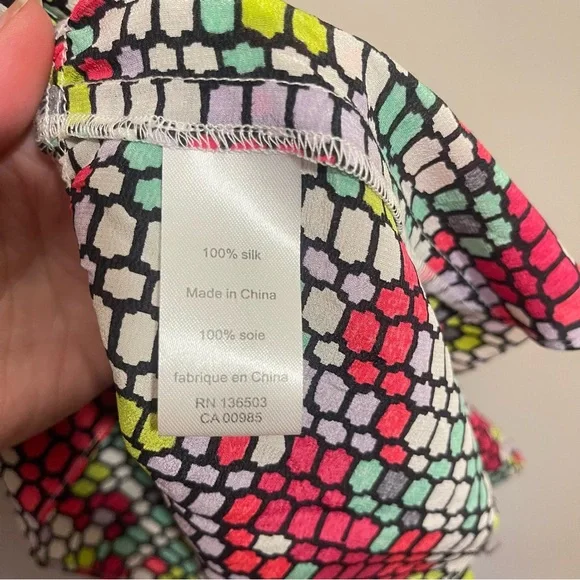 100% silk
Made in China
100% soie
fabrique en China
RN 136503
CA 00985